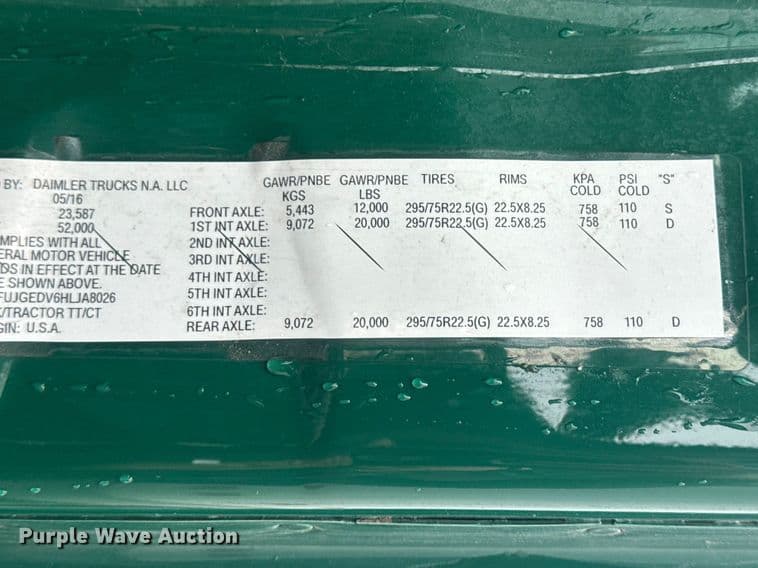 BY: DAIMLER TRUCKS N.A. LLC
05/16
23,587
52,000
MPLIES WITH ALL
ERAL MOTOR VEHICLE
DS IN EFFECT AT THE DATE
E SHOWN ABOVE.
FUJGEDV6HLJA8026
/TRACTOR TT/CT
GIN: U.S.A.
GAWR/PNBE GAWR/PNBE TIRES RIMS KPA PSI "S"
KGS LBS COLD COLD
FRONT AXLE: 5,443 12,000 295/75R22.5(G) 22.5X8.25 758 110 S
1ST INT AXLE: 9,072 20,000 295/75R22.5(G) 22.5X8.25 758 110 D
2ND INT AXLE:
3RD INT AXLE:
4TH INT AXLE:
5TH INT AXLE:
6TH INT AXLE:
REAR AXLE: 9,072 20,000 295/75R22.5(G) 22.5X8.25 758 110 D
Purple Wave Auction